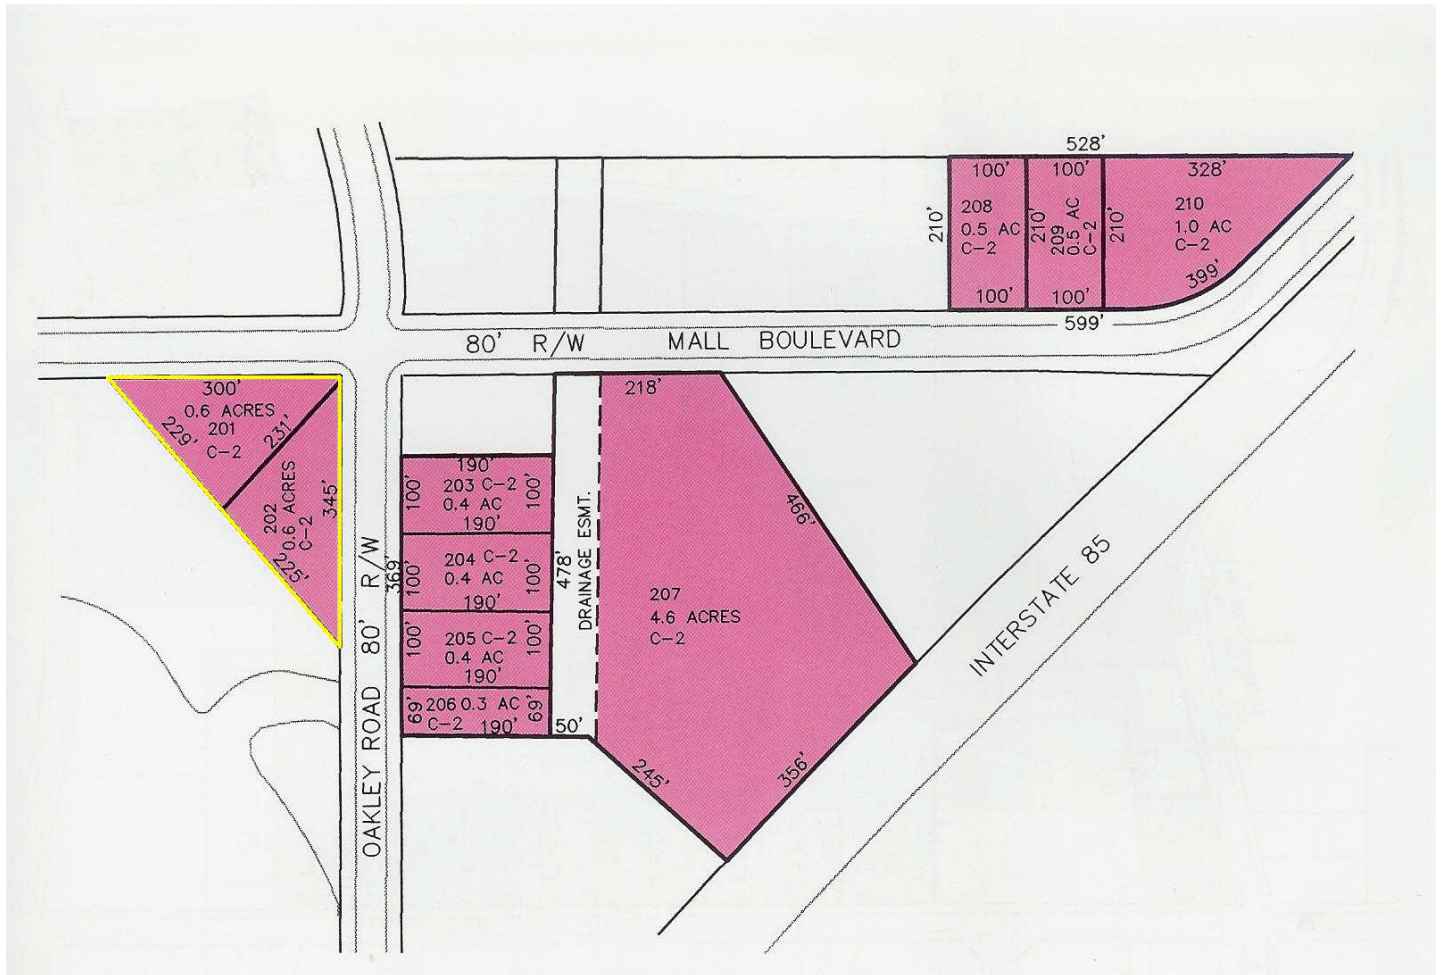 528'
100'
100'
328'
210'
208
0.5 AC
C-2
210'
209
0.5 AC
C-2
210'
210
1.0 AC
C-2
399'
100'
100'
599'
80' R/W MALL BOULEVARD
300'
0.6 ACRES
201
C-2
229'
231'
202
0.6 ACRES
C-2
225'
345'
OAKLEY ROAD 80' R/W
369'
190'
100'
203 C-2
0.4 AC
100'
190'
100'
204 C-2
0.4 AC
100'
190'
100'
205 C-2
0.4 AC
100'
190'
69'
206 0.3 AC
C-2
69'
190'
50'
478'
DRAINAGE ESMT.
218'
466'
207
4.6 ACRES
C-2
245'
356'
INTERSTATE 85